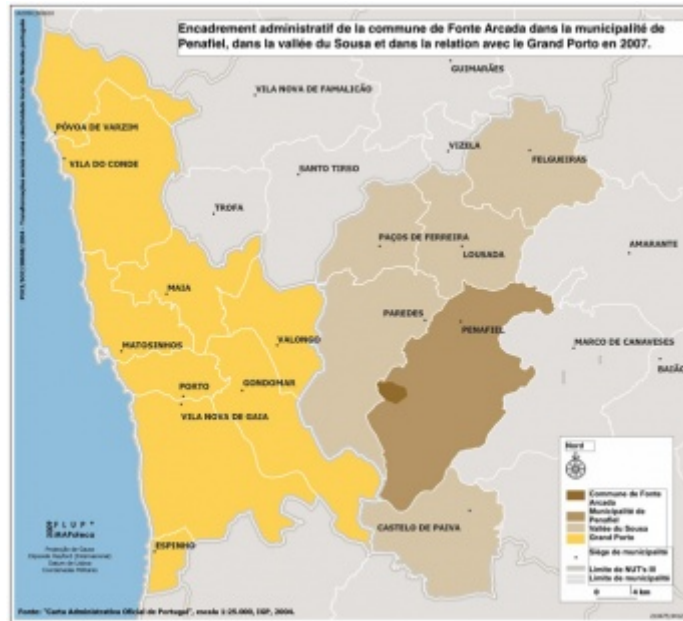 Encadrement administratif de la commune de Fonte Arcada dans la municipalité de
Penafiel, dans la vallée du Sousa et dans la relation avec le Grand Porto en 2007.
GUIMARÃES
VILA NOVA DE FAMALICÃO
PÓVOA DE VARZIM
VIZELA
FELGUEIRAS
VILA DO CONDE
SANTO TIRSO
TROFA
PAÇOS DE FERREIRA
LOUSADA
AMARANTE
MAIA
PAREDES
PENAFIEL
MATOSINHOS
VALONGO
MARCO DE CANAVESES
BAIÃO
PORTO
GONDOMAR
VILA NOVA DE GAIA
CASTELO DE PAIVA
ESPINHO
Nord
Commune de Fonte
Arcada
Municipalité de
Penafiel
Vallée du Sousa
Grand Porto
Siège de municipalité
Limite de NUT's III
Limite de municipalité
0 4 km
FLUP
Datum de Lisboa
Fonte: "Carta Administrativa Oficial de Portugal", escala 1:25.000, IGP, 2004.